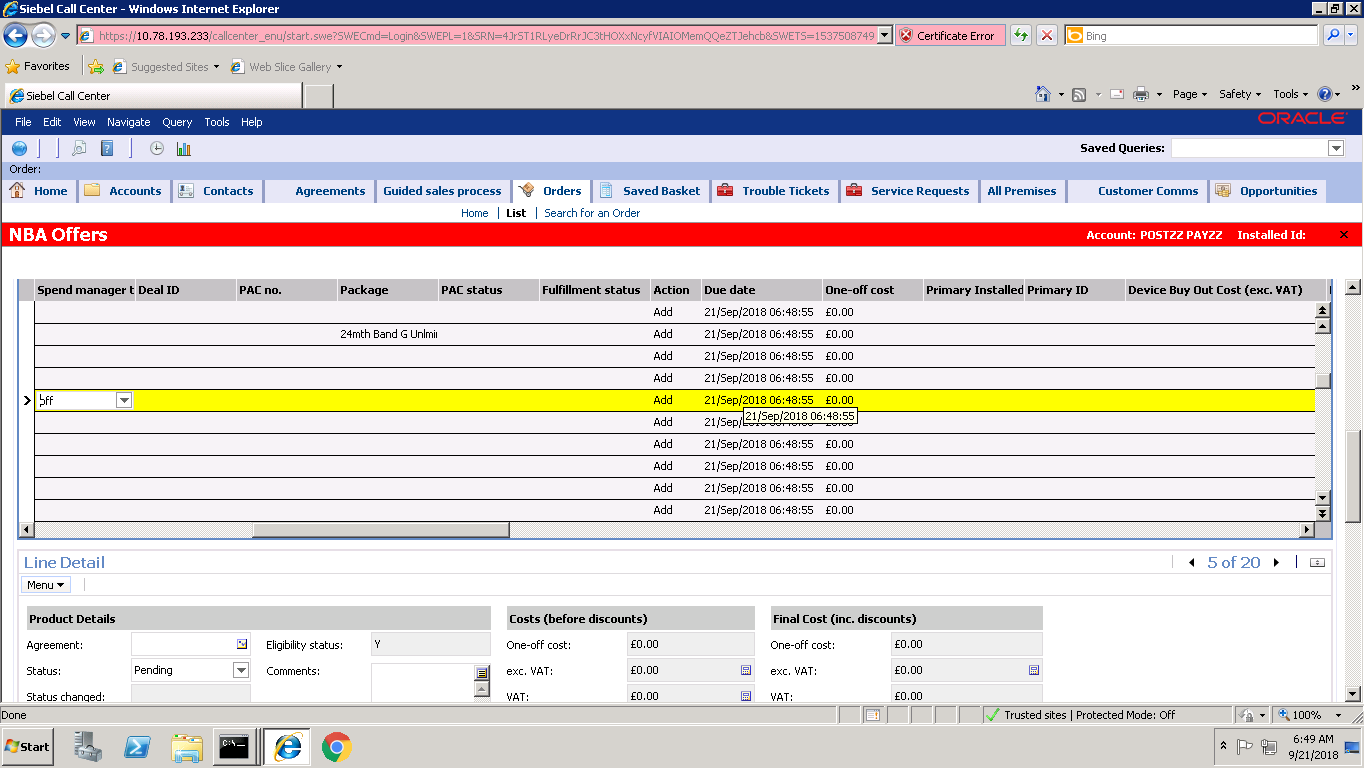 Siebel Call Center - Windows Internet Explorer
https://10.78.193.233/callcenter_enu/start.swe?SWECmd=Login&SWEPL=1&SRN=4JrST1RLyeDrRrJC3tHOXxNcyfVIAIOMemQQeZTJehcb&SWETS=1537508749
Certificate Error
Bing
Favorites Suggested Sites Web Slice Gallery
Siebel Call Center
Page Safety Tools
File Edit View Navigate Query Tools Help
ORACLE
Saved Queries:
Order:
Home Accounts Contacts Agreements Guided sales process Orders Saved Basket Trouble Tickets Service Requests All Premises Customer Comms Opportunities
Home List Search for an Order
NBA Offers Account: POSTZZ PAYZZ Installed Id:
Spend manager t Deal ID PAC no. Package PAC status Fulfillment status Action Due date One-off cost Primary Installed Primary ID Device Buy Out Cost (exc. VAT)
Add 21/Sep/2018 06:48:55 £0.00
24mth Band G Unlmi Add 21/Sep/2018 06:48:55 £0.00
Add 21/Sep/2018 06:48:55 £0.00
Add 21/Sep/2018 06:48:55 £0.00
off Add 21/Sep/2018 06:48:55 £0.00
21/Sep/2018 06:48:55
Add 21/Sep/2018 06:48:55 £0.00
Add 21/Sep/2018 06:48:55 £0.00
Add 21/Sep/2018 06:48:55 £0.00
Add 21/Sep/2018 06:48:55 £0.00
Add 21/Sep/2018 06:48:55 £0.00
Line Detail 5 of 20
Menu
Product Details Costs (before discounts) Final Cost (inc. discounts)
Agreement: Eligibility status: Y One-off cost: £0.00 One-off cost: £0.00
Status: Pending Comments: exc. VAT: £0.00 exc. VAT: £0.00
Status changed: VAT: £0.00 VAT: £0.00
Done Trusted sites | Protected Mode: Off 100%
Start
6:49 AM
9/21/2018